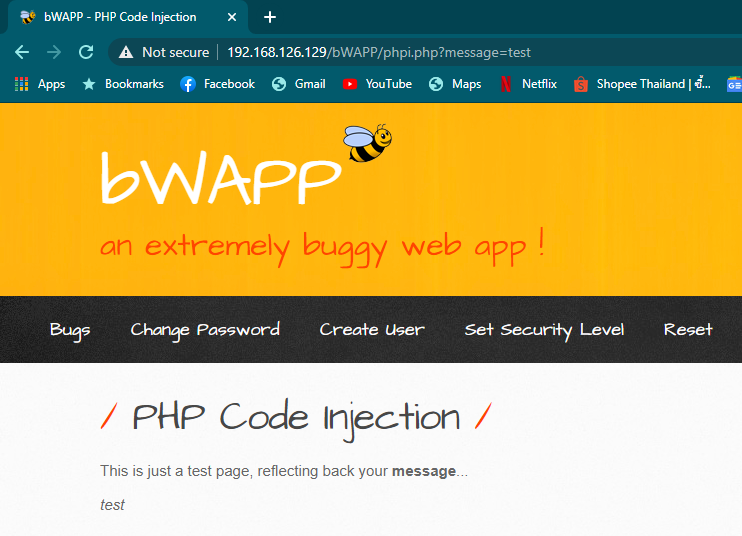 bWAPP - PHP Code Injection
Not secure 192.168.126.129/bWAPP/phpi.php?message=test
Apps Bookmarks Facebook Gmail YouTube Maps Netflix Shopee Thailand | ซื้... GE
bWAPP
an extremely buggy web app !
Bugs Change Password Create User Set Security Level Reset
/ PHP Code Injection /
This is just a test page, reflecting back your message...
test